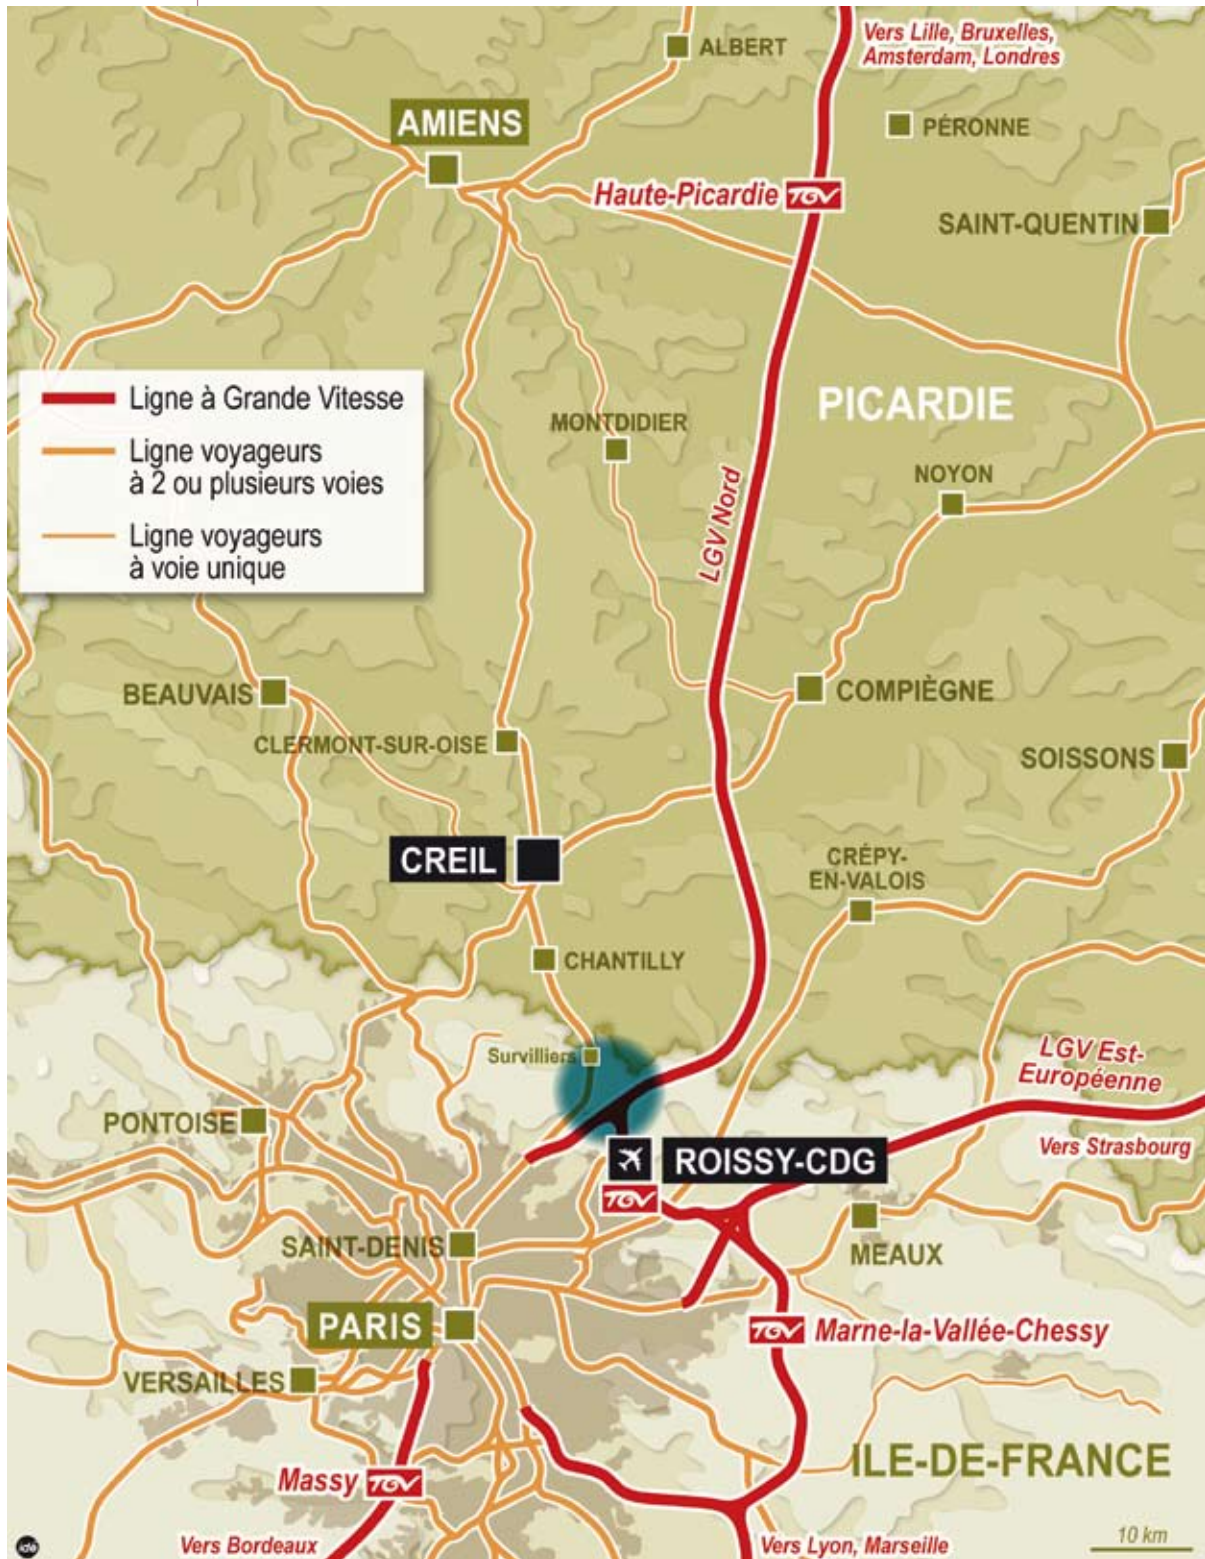 Vers Lille, Bruxelles,
Amsterdam, Londres
ALBERT
AMIENS
PÉRONNE
Haute-Picardie TGV
SAINT-QUENTIN
Ligne à Grande Vitesse
Ligne voyageurs
à 2 ou plusieurs voies
Ligne voyageurs
à voie unique
PICARDIE
MONTDIDIER
NOYON
LGV Nord
BEAUVAIS
COMPIÈGNE
CLERMONT-SUR-OISE
SOISSONS
CREIL
CRÉPY-
EN-VALOIS
CHANTILLY
Survilliers
LGV Est-
Européenne
PONTOISE
Vers Strasbourg
ROISSY-CDG
TGV
SAINT-DENIS
MEAUX
PARIS
TGV Marne-la-Vallée-Chessy
VERSAILLES
Massy TGV
ILE-DE-FRANCE
idé
Vers Bordeaux
Vers Lyon, Marseille
10 km